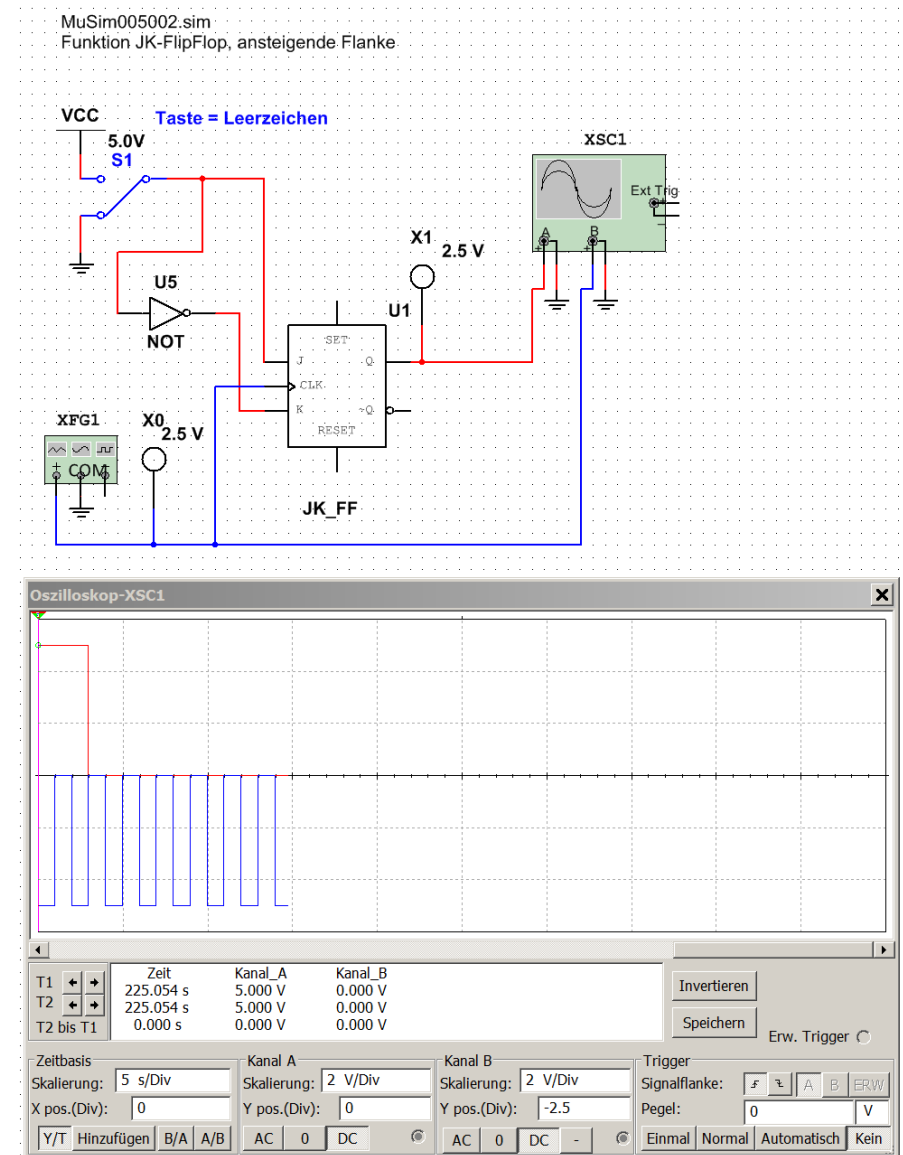 MuSim005002.sim
Funktion JK-FlipFlop, ansteigende Flanke
VCC
Taste = Leerzeichen
5.0V
S1
XSC1
Ext Trig
+
_
A
B
+ _ + _
X1
2.5 V
U5
NOT
U1
SET
J Q
CLK
K ~Q
RESET
JK_FF
XFG1
COM
X0
2.5 V
Oszilloskop-XSC1
Zeit Kanal_A Kanal_B
T1 225.054 s 5.000 V 0.000 V
T2 225.054 s 5.000 V 0.000 V
T2 bis T1 0.000 s 0.000 V 0.000 V
Invertieren
Speichern
Erw. Trigger
Zeitbasis
Skalierung: 5 s/Div
X pos.(Div): 0
Y/T Hinzufügen B/A A/B
Kanal A
Skalierung: 2 V/Div
Y pos.(Div): 0
AC 0 DC
Kanal B
Skalierung: 2 V/Div
Y pos.(Div): -2.5
AC 0 DC -
Trigger
Signalflanke: A B ERW
Pegel: 0 V
Einmal Normal Automatisch Kein